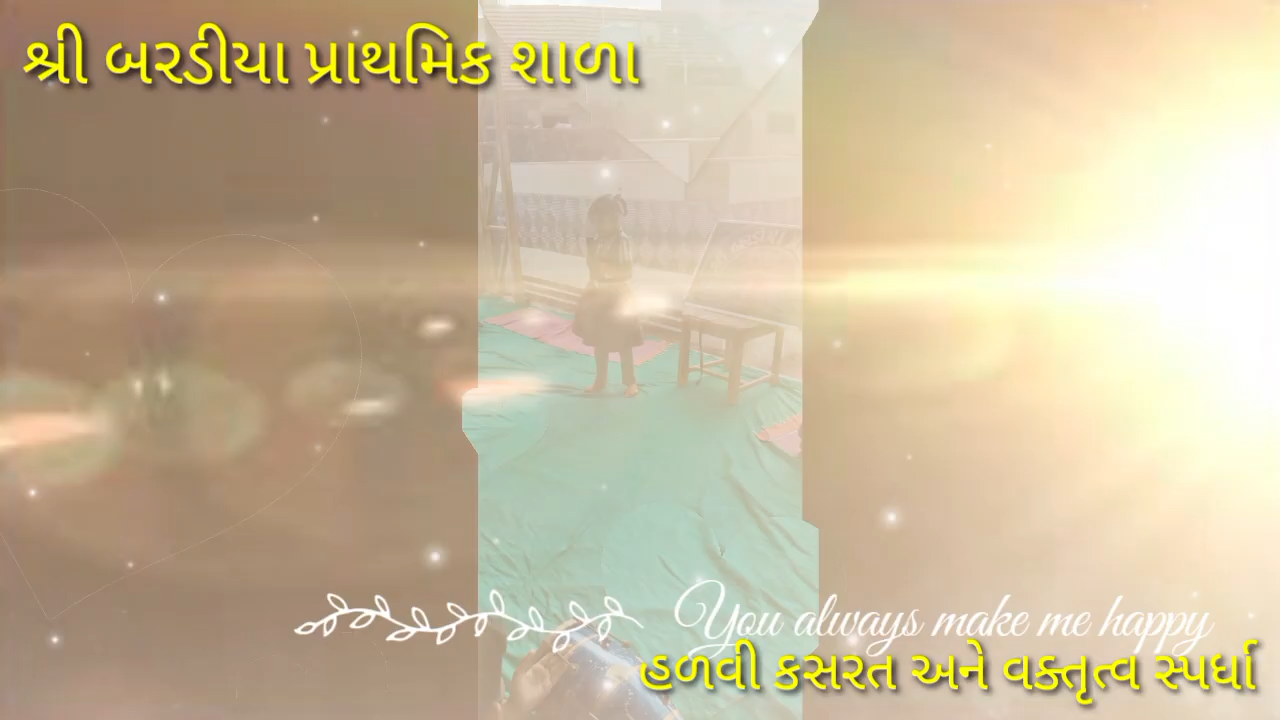 શ્રી બરડીયા પ્રાથમિક શાળા
You always make me happy
હળવી કસરત અને વક્તૃત્વ સ્પર્ધા